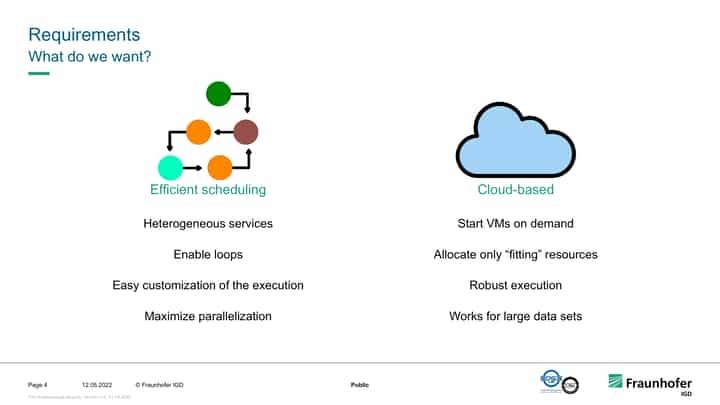 Requirements
What do we want?
Efficient scheduling
Heterogeneous services
Enable loops
Easy customization of the execution
Maximize parallelization
Cloud-based
Start VMs on demand
Allocate only “fitting” resources
Robust execution
Works for large data sets
Page 4
12.05.2022
© Fraunhofer IGD
Public
Fraunhofer
IGD